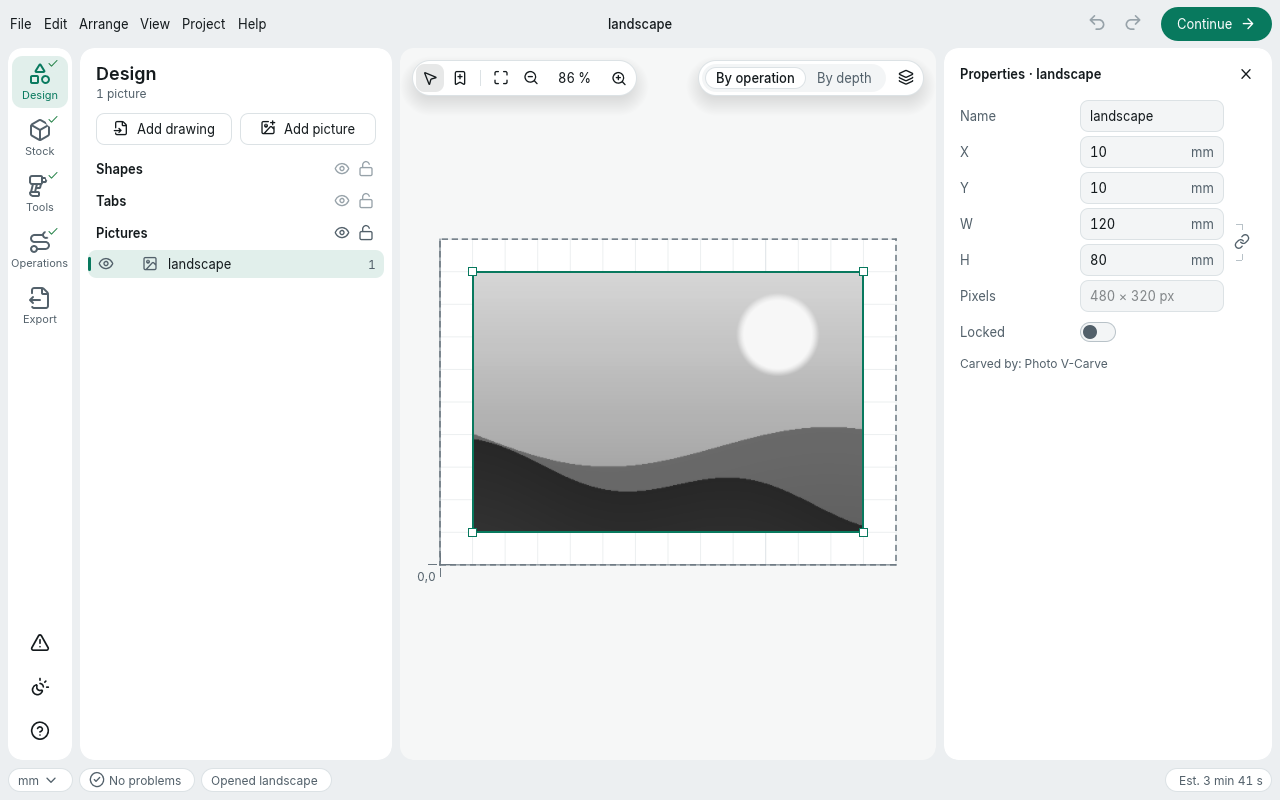 File Edit Arrange View Project Help
landscape
Continue
Design
Stock
Tools
Operations
Export
Design
1 picture
Add drawing
Add picture
Shapes
Tabs
Pictures
landscape 1
86 %
By operation
By depth
0,0
Properties · landscape
Name landscape
X 10 mm
Y 10 mm
W 120 mm
H 80 mm
Pixels 480 × 320 px
Locked
Carved by: Photo V-Carve
mm
No problems
Opened landscape
Est. 3 min 41 s